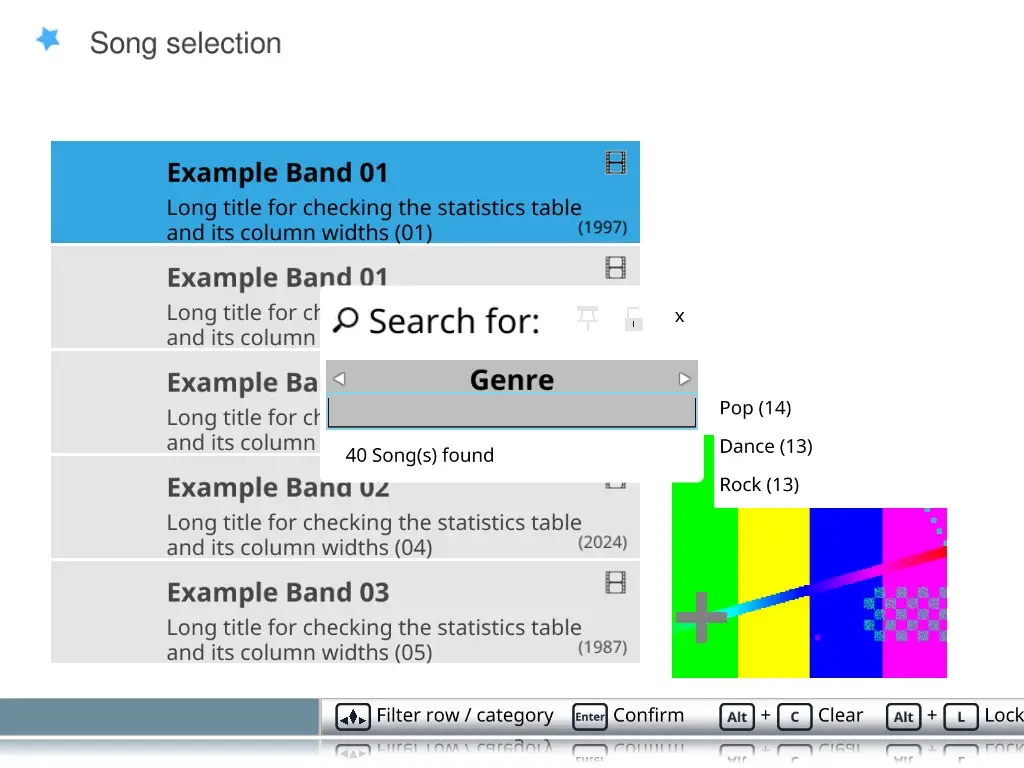 Song selection
Example Band 01
Long title for checking the statistics table
and its column widths (01)
(1997)
Example Band 01
Long title for ch
and its column
Search for:
x
Example Ba
Genre
Long title for ch
and its column
Pop (14)
Dance (13)
Rock (13)
40 Song(s) found
Example Band 02
Long title for checking the statistics table
and its column widths (04)
(2024)
Example Band 03
Long title for checking the statistics table
and its column widths (05)
(1987)
Filter row / category Enter Confirm Alt + C Clear Alt + L Lock